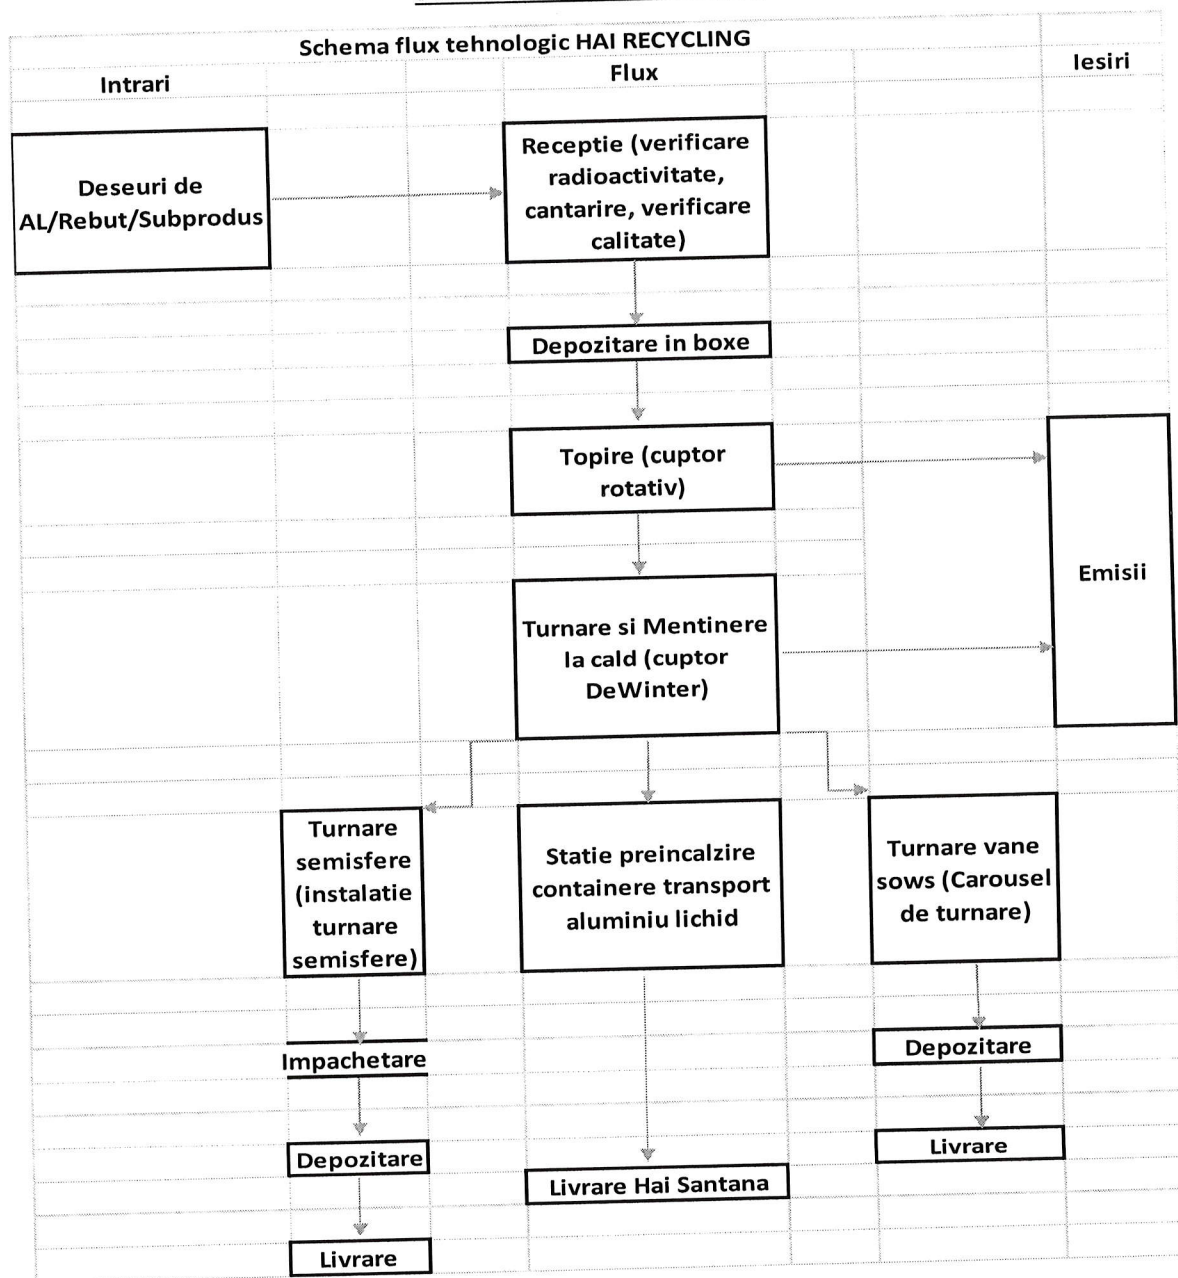 Schema flux tehnologic HAI RECYCLING
Intrari
Flux
Iesiri
Deseuri de
AL/Rebut/Subprodus
Receptie (verificare
radioactivitate,
cantarire, verificare
calitate)
Depozitare in boxe
Topire (cuptor
rotativ)
Emisii
Turnare si Mentinere
la cald (cuptor
DeWinter)
Turnare
semisfere
(instalatie
turnare
semisfere)
Statie preincalzire
containere transport
aluminiu lichid
Turnare vane
sows (Carousel
de turnare)
Impachetare
Depozitare
Livrare
Livrare Hai Santana
Depozitare
Livrare